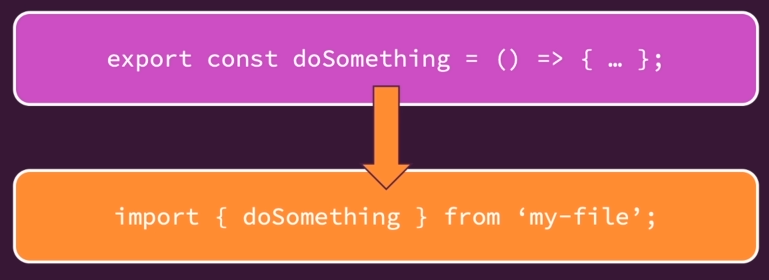 export const doSomething = () => { … };
import { doSomething } from ‘my-file’;